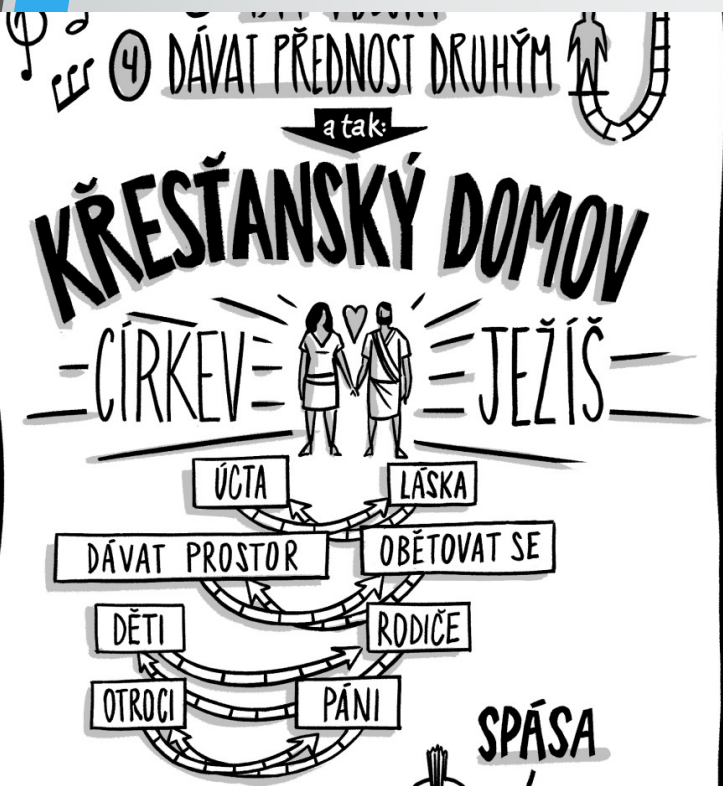 4 DÁVAT PŘEDNOST DRUHÝM
a tak:
KŘESŤANSKÝ DOMOV
CÍRKEV JEŽÍŠ
ÚCTA LÁSKA
DÁVAT PROSTOR OBĚTOVAT SE
DĚTI RODIČE
OTROCI PÁNI
SPÁSA